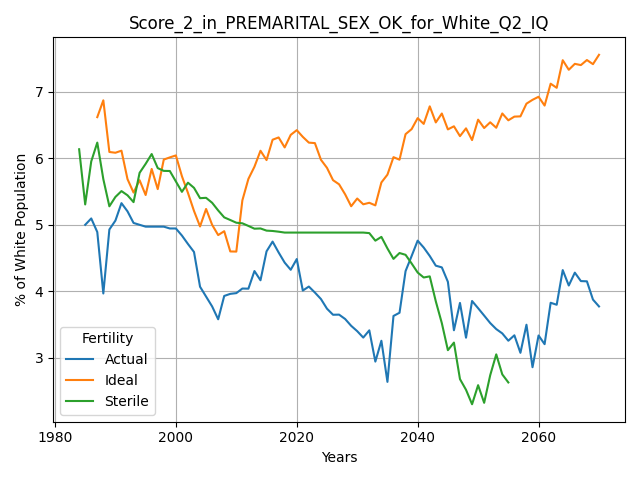 Score_2_in_PREMARITAL_SEX_OK_for_White_Q2_IQ
% of White Population
7
6
5
4
3
Fertility
Actual
Ideal
Sterile
1980
2000
2020
2040
2060
Years